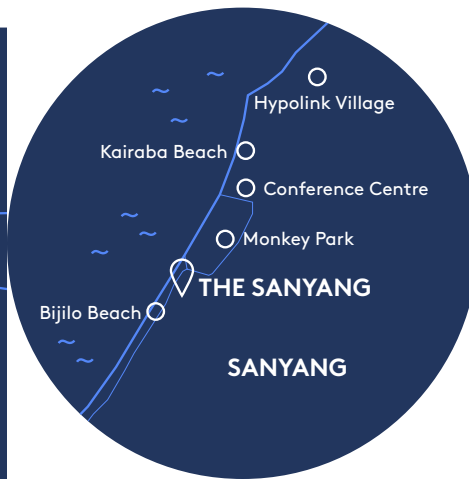 Hypolink Village
Kairaba Beach
Conference Centre
Monkey Park
THE SANYANG
Bijilo Beach
SANYANG